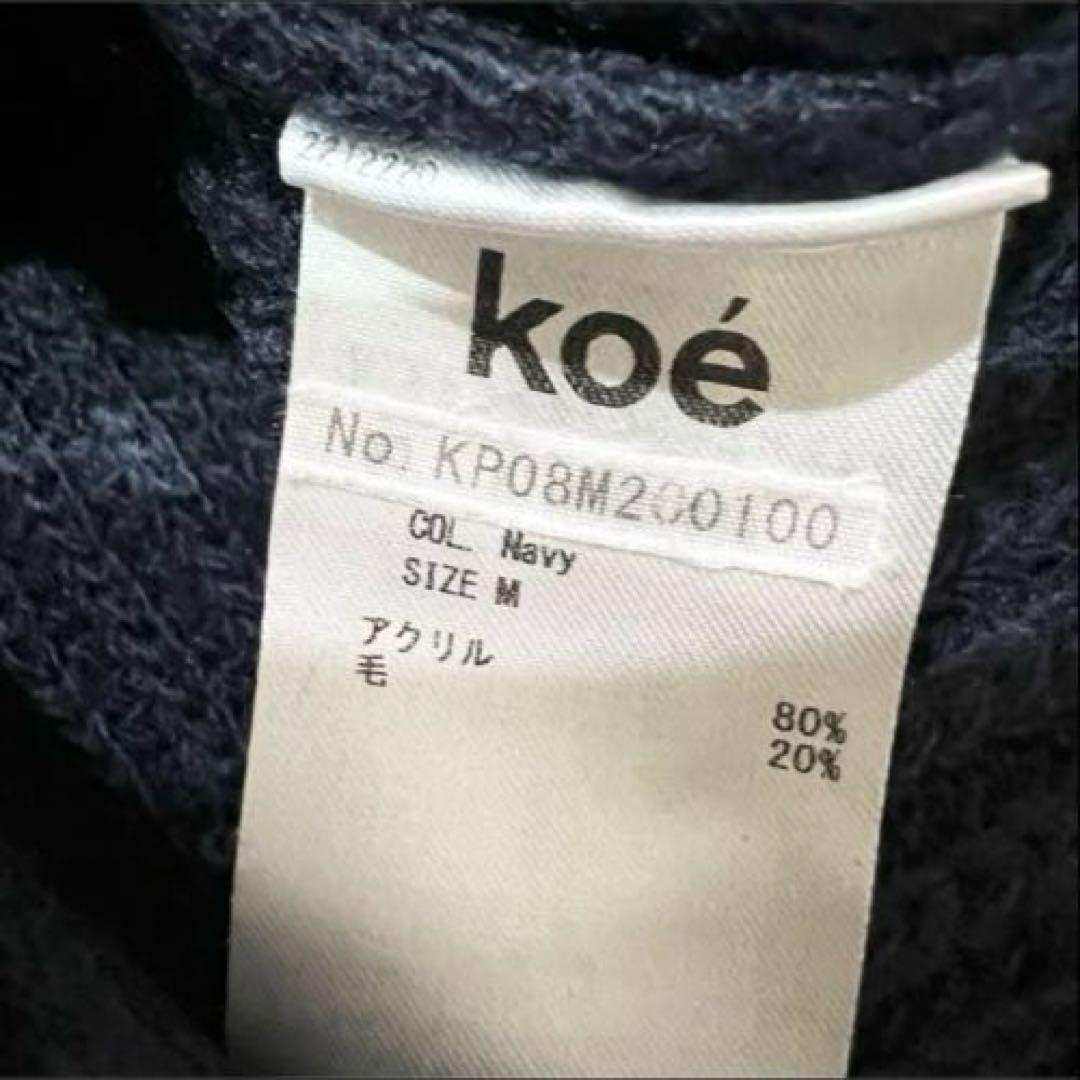 koé
No. KP08M200100
COL. Navy
SIZE M
アクリル 80%
毛 20%